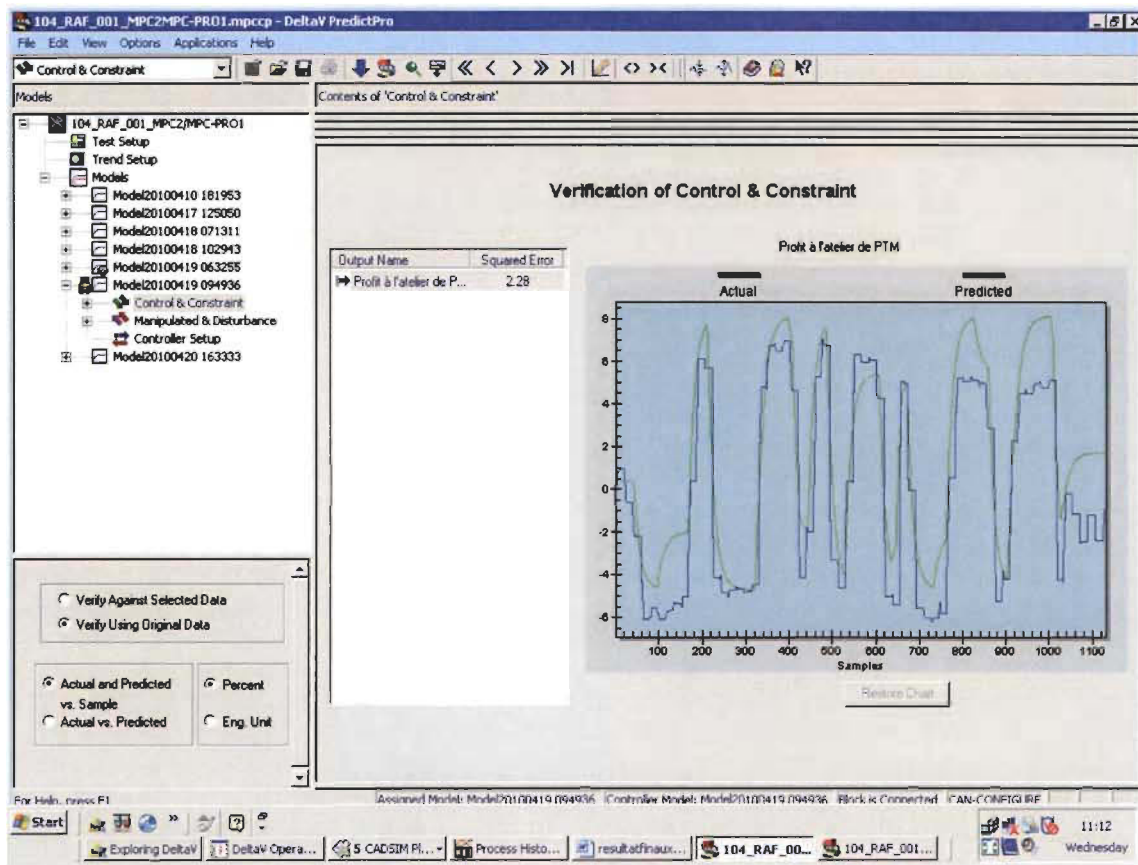 104_RAF_001_MPC2MPC-PRO1.mpccp - DeltaV PredictPro
File Edit View Options Applications Help
Control & Constraint
Models
Contents of 'Control & Constraint'
104_RAF_001_MPC2/MPC-PRO1
Test Setup
Trend Setup
Models
Model20100410 181953
Model20100417 125050
Model20100418 071311
Model20100418 102943
Model20100419 063255
Model20100419 094936
Control & Constraint
Manipulated & Disturbance
Controller Setup
Model20100420 163333
Verification of Control & Constraint
Output Name Squared Error
Profit à l'atelier de P... 2.28
Profit à l'atelier de PTM
Actual Predicted
8
6
4
2
0
-2
-4
-6
100 200 300 400 500 600 700 800 900 1000 1100
Samples
Restore Chart
Verify Against Selected Data
Verify Using Original Data
Actual and Predicted vs. Sample
Actual vs. Predicted
Percent
Eng. Unit
For Help, press F1
Assigned Model: Model20100419 094936 Controller Model: Model20100419 094936 Block is Connected CAN-CONFIGURE
Start
11:12
Exploring DeltaV
DeltaV Opera...
5 CADSIM Pl...
Process Histo...
resultatfinaux...
104_RAF_00...
104_RAF_001...
Wednesday